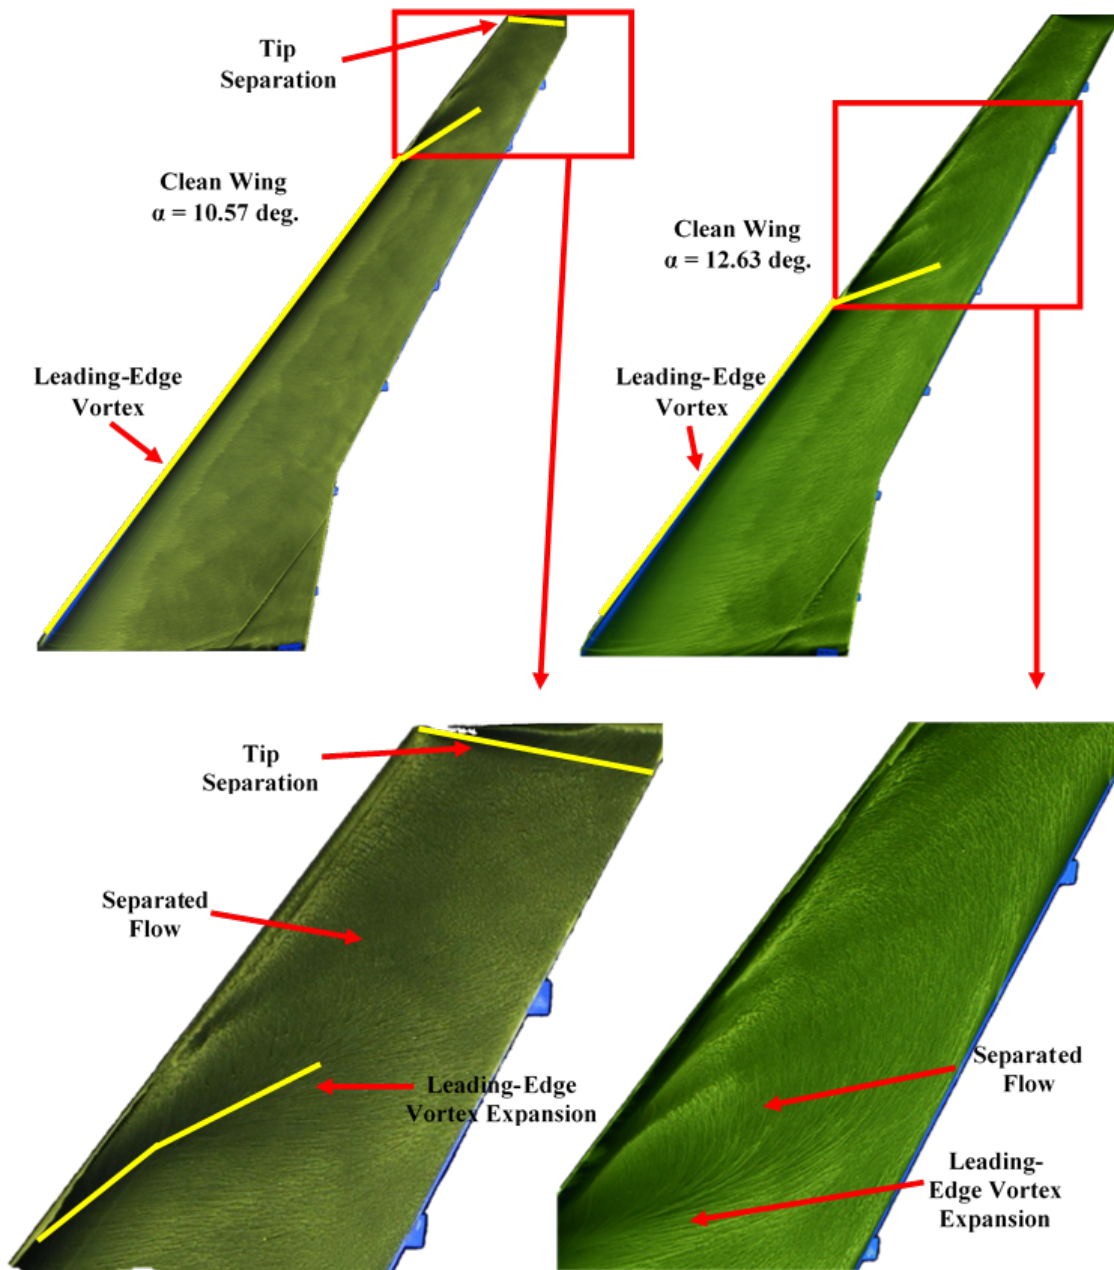 Tip
Separation
Clean Wing
α = 10.57 deg.
Clean Wing
α = 12.63 deg.
Leading-Edge
Vortex
Leading-Edge
Vortex
Tip
Separation
Separated
Flow
Leading-Edge
Vortex Expansion
Separated
Flow
Leading-
Edge Vortex
Expansion